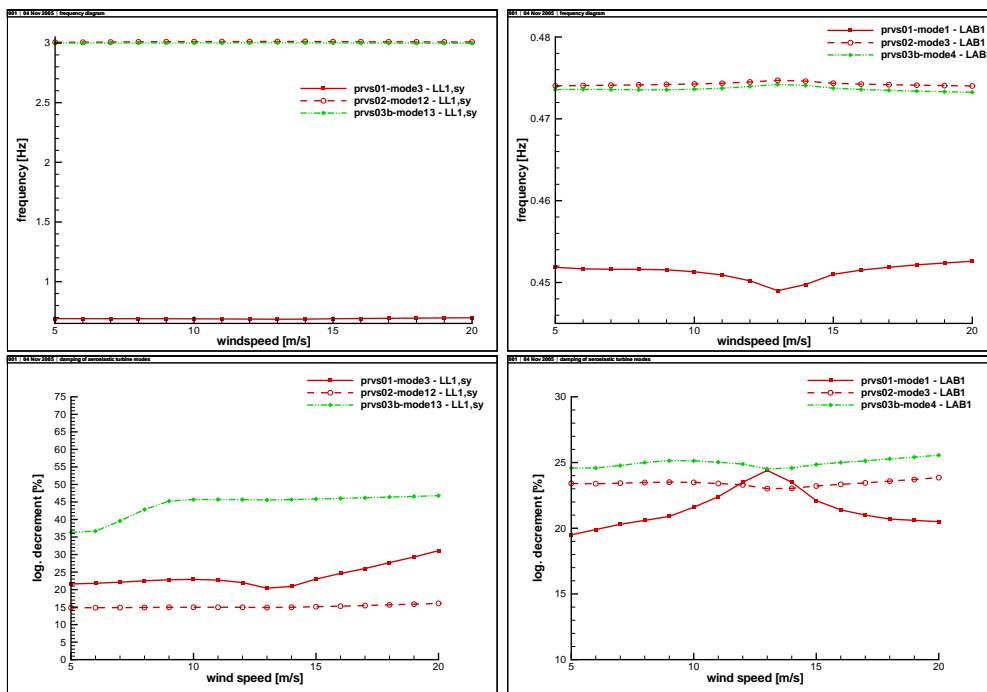 001 | 04 Nov 2005 | frequency diagram
prvs01-mode3 - LL1,sy
prvs02-mode12 - LL1,sy
prvs03b-mode13 - LL1,sy
frequency [Hz]
3
2.5
2
1.5
1
5
10
15
20
windspeed [m/s]
001 | 04 Nov 2005 | frequency diagram
prvs01-mode1 - LAB1
prvs02-mode3 - LAB1
prvs03b-mode4 - LAB1
frequency [Hz]
0.48
0.47
0.46
0.45
5
10
15
20
windspeed [m/s]
001 | 04 Nov 2005 | damping of aeroelastic turbine modes
prvs01-mode3 - LL1,sy
prvs02-mode12 - LL1,sy
prvs03b-mode13 - LL1,sy
log. decrement [%]
75
70
65
60
55
50
45
40
35
30
25
20
15
10
5
0
5
10
15
20
wind speed [m/s]
001 | 04 Nov 2005 | damping of aeroelastic turbine modes
prvs01-mode1 - LAB1
prvs02-mode3 - LAB1
prvs03b-mode4 - LAB1
log. decrement [%]
30
25
20
15
10
5
10
15
20
wind speed [m/s]